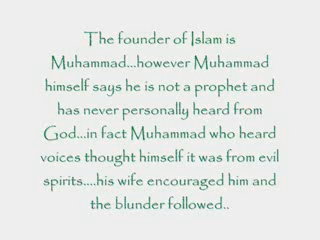 The founder of Islam is
Muhammad...however Muhammad
himself says he is not a prophet and
has never personally heard from
God...in fact Muhammad who heard
voices thought himself it was from evil
spirits....his wife encouraged him and
the blunder followed..